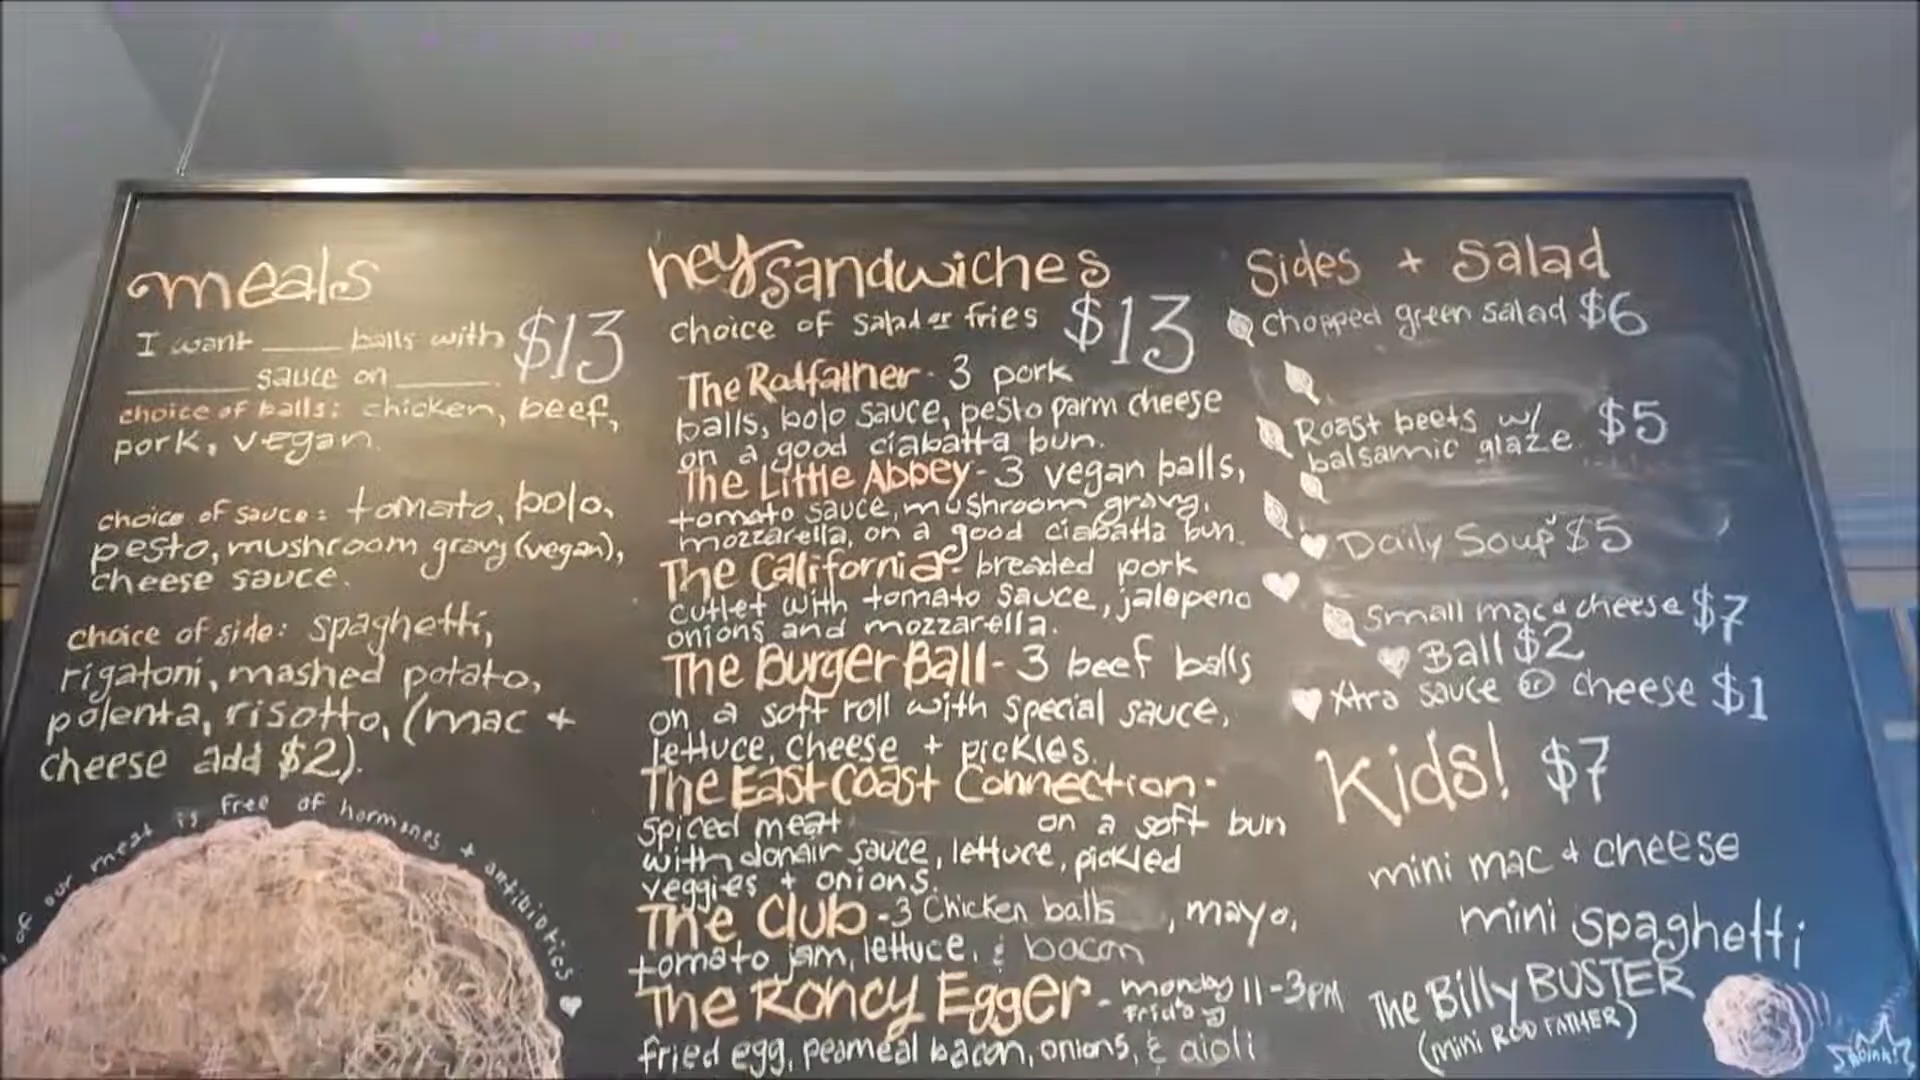 meals
I want ____ balls with $13
____ sauce on ____.
choice of balls: chicken, beef,
pork, vegan.
choice of sauce: tomato, bolo,
pesto, mushroom gravy (vegan),
cheese sauce.
choice of side: spaghetti,
rigatoni, mashed potato,
polenta, risotto, (mac +
cheese add $2).
of our meat is free of hormones + antibiotics
hey sandwiches
choice of salad or fries $13
The Rodfather - 3 pork
balls, bolo sauce, pesto parm cheese
on a good ciabatta bun.
The Little Abbey - 3 vegan balls,
tomato sauce, mushroom gravy,
mozzarella, on a good ciabatta bun.
The California - breaded pork
cutlet with tomato sauce, jalapeno
onions and mozzarella.
The Burger Ball - 3 beef balls
on a soft roll with special sauce,
lettuce, cheese + pickles.
The East Coast Connection -
spiced meat on a soft bun
with donair sauce, lettuce, pickled
veggies + onions.
The Club - 3 Chicken balls , mayo,
tomato jam, lettuce, & bacon
The Roncy Egger - monday 11-3PM
friday
fried egg, peameal bacon, onions, & aioli
Sides + Salad
Chopped green salad $6
Roast beets w/ $5
balsamic glaze
Daily Soup $5
Small mac & cheese $7
Ball $2
Xtra sauce or cheese $1
Kids! $7
mini mac & cheese
mini spaghetti
The Billy BUSTER
(mini ROD FATHER)